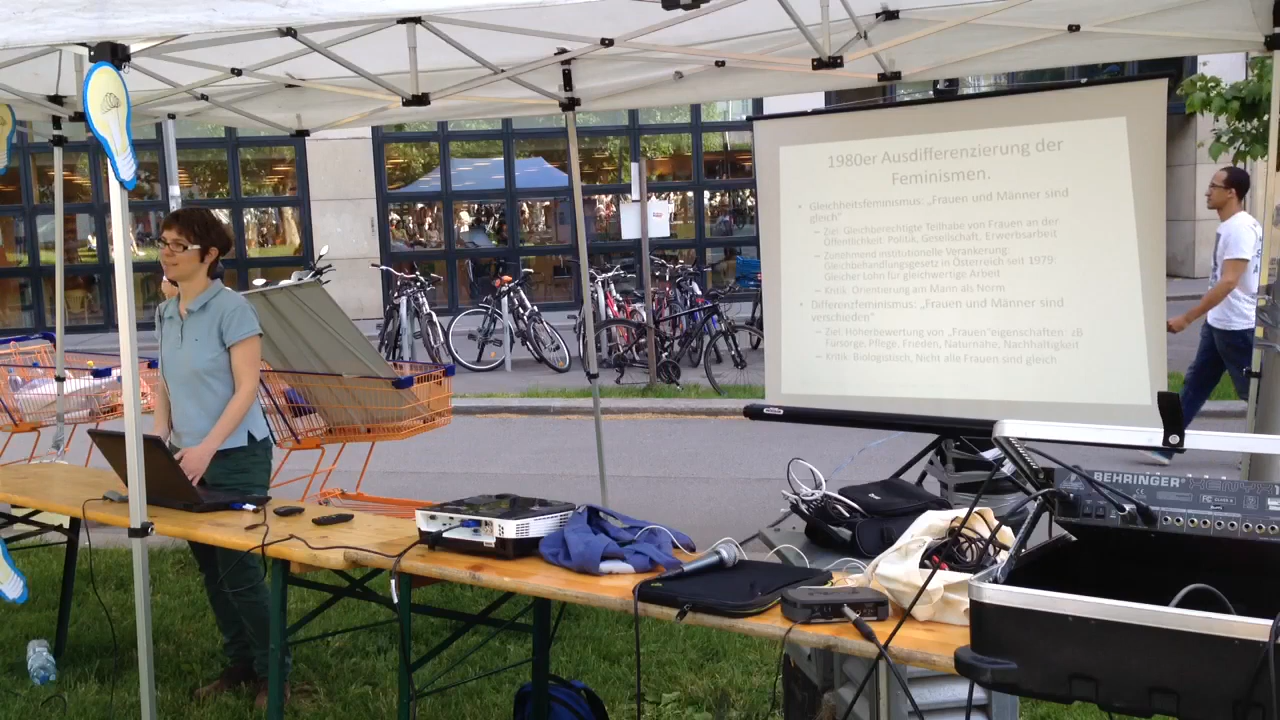 1980er Ausdifferenzierung der
Feminismen.
• Gleichheitsfeminismus: „Frauen und Männer sind
gleich"
– Ziel: Gleichberechtigte Teilhabe von Frauen an der
Öffentlichkeit: Politik, Gesellschaft, Erwerbsarbeit
– Zunehmend institutionelle Verankerung:
Gleichbehandlungsgesetz in Österreich seit 1979:
Gleicher Lohn für gleichwertige Arbeit
– Kritik: Orientierung am Mann als Norm
• Differenzfeminismus: „Frauen und Männer sind
verschieden"
– Ziel: Höherbewertung von „Frauen"eigenschaften: zB
Fürsorge, Pflege, Frieden, Naturnähe, Nachhaltigkeit
– Kritik: Biologistisch, Nicht alle Frauen sind gleich
BEHRINGER